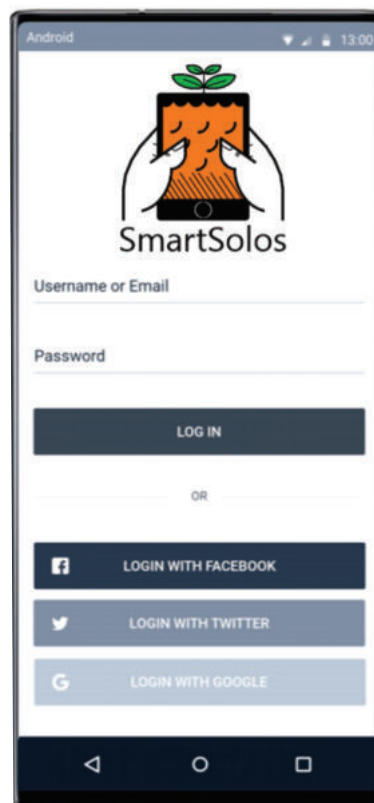 Android 13:00
SmartSolos
Username or Email
Password
LOG IN
OR
LOGIN WITH FACEBOOK
LOGIN WITH TWITTER
G LOGIN WITH GOOGLE